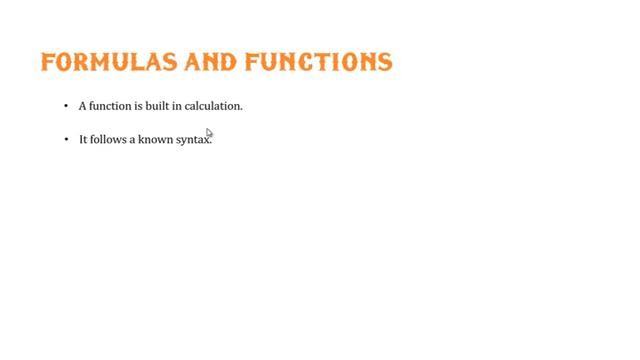 FORMULAS AND FUNCTIONS
• A function is built in calculation.
• It follows a known syntax.